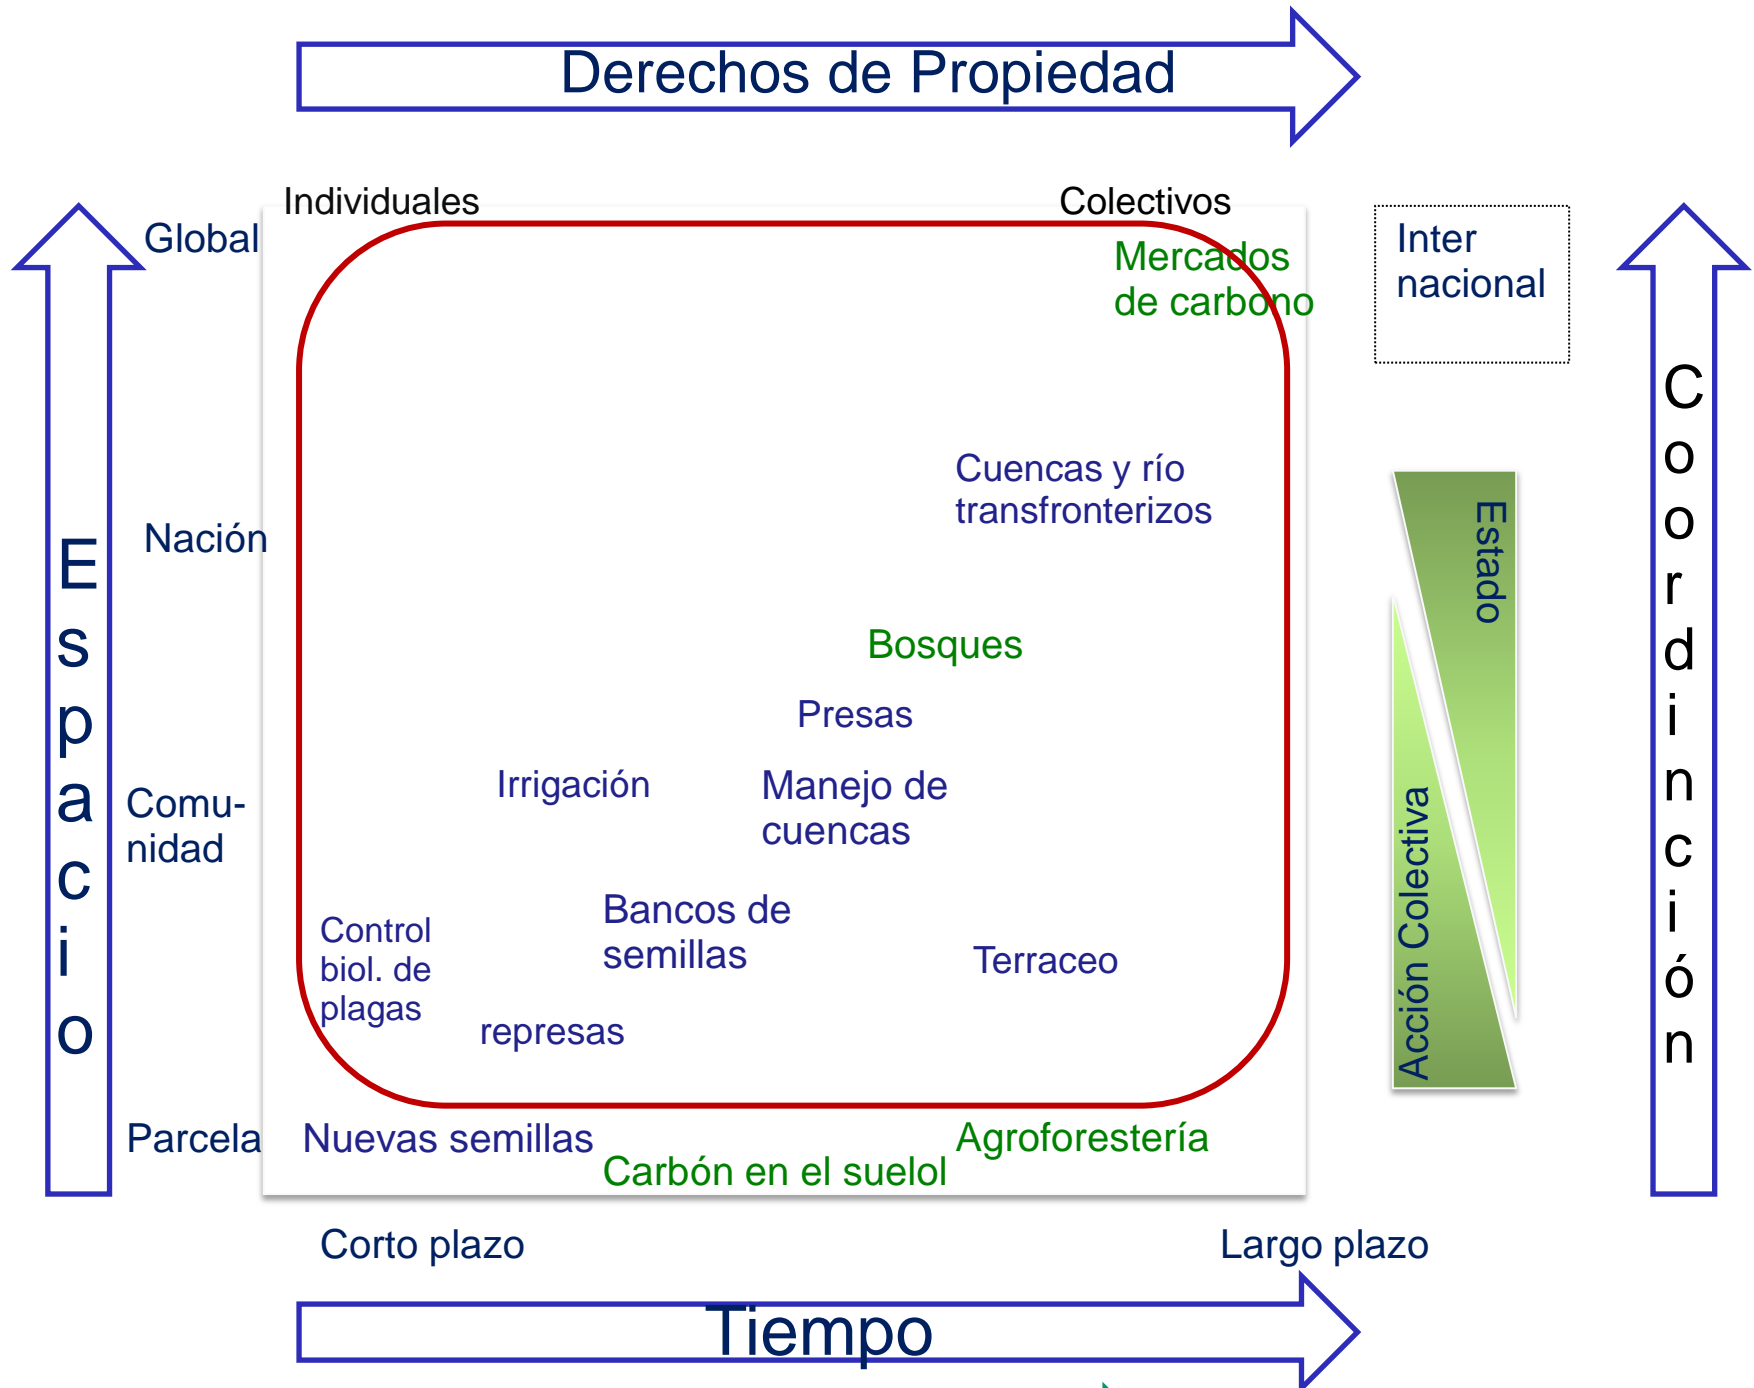 Derechos de Propiedad
Individuales
Colectivos
Global
Mercados
de carbono
Inter
nacional
Cuencas y río
transfronterizos
Nación
Estado
Bosques
Presas
Irrigación
Manejo de
cuencas
Comu-
nidad
Bancos de
semillas
Control
biol. de
plagas
Terraceo
represas
Acción Colectiva
Parcela
Nuevas semillas
Agroforestería
Carbón en el suelol
Espacio
Coordinción
Corto plazo
Largo plazo
Tiempo